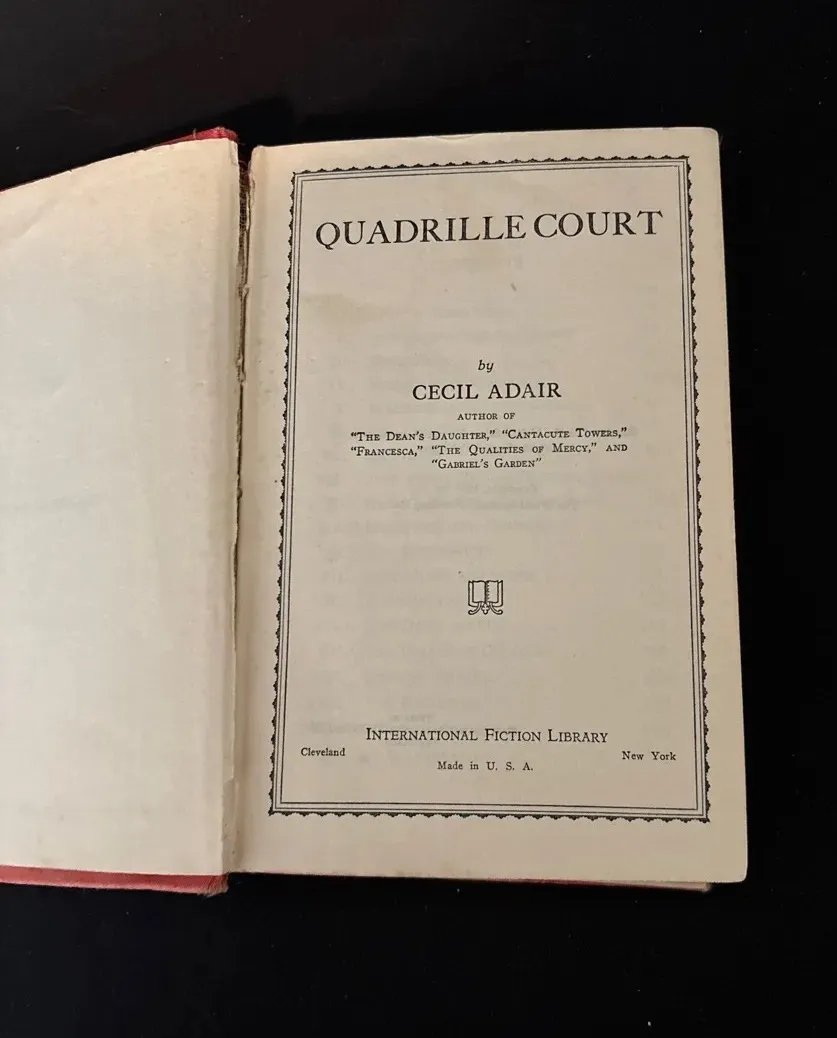 QUADRILLE COURT
by
CECIL ADAIR
AUTHOR OF
"THE DEAN'S DAUGHTER," "CANTACUTE TOWERS,"
"FRANCESCA," "THE QUALITIES OF MERCY," AND
"GABRIEL'S GARDEN"
INTERNATIONAL FICTION LIBRARY
Cleveland New York
Made in U. S. A.